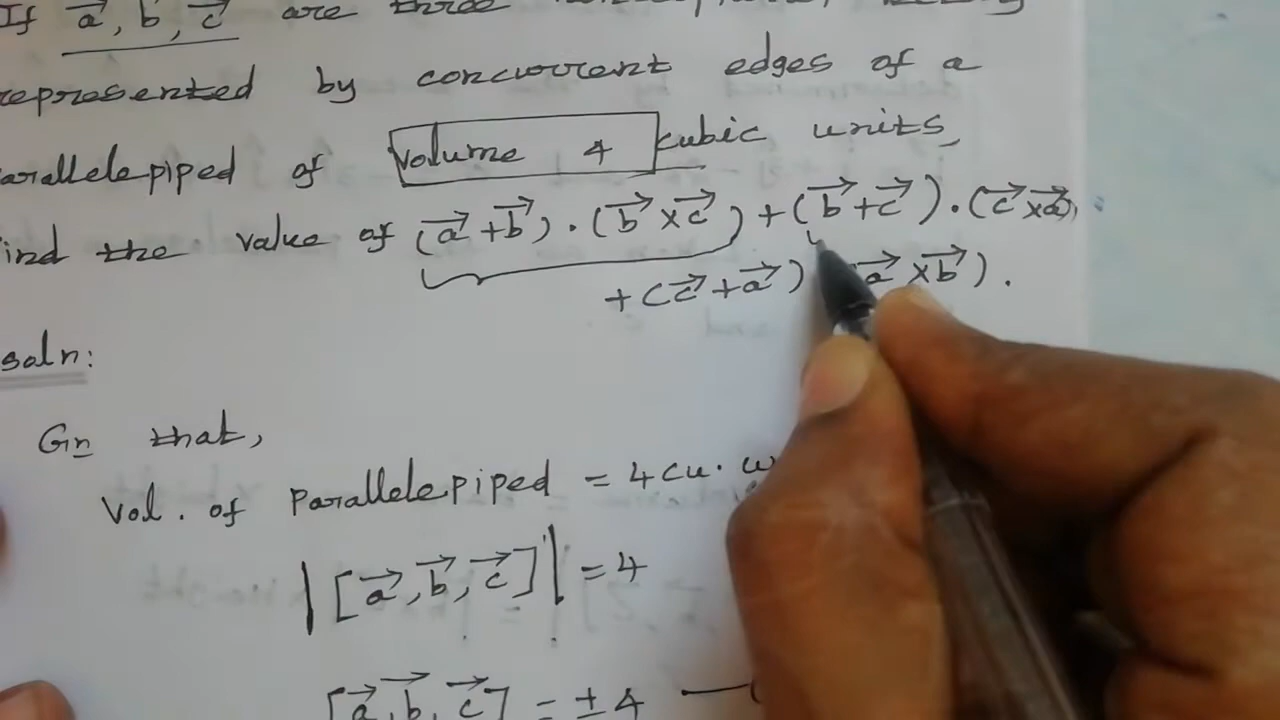 If a⃗, b⃗, c⃗ are three
represented by concurrent edges of a
parallelepiped of volume 4 cubic units,
find the value of (a⃗ + b⃗) · (b⃗ × c⃗) + (b⃗ + c⃗) · (c⃗ × a⃗)
+ (c⃗ + a⃗) a⃗ × b⃗).
soln:
Gn that,
Vol. of Parallelepiped = 4 cu.
|[a⃗, b⃗, c⃗]| = 4
[a⃗, b⃗, c⃗] = ± 4 —